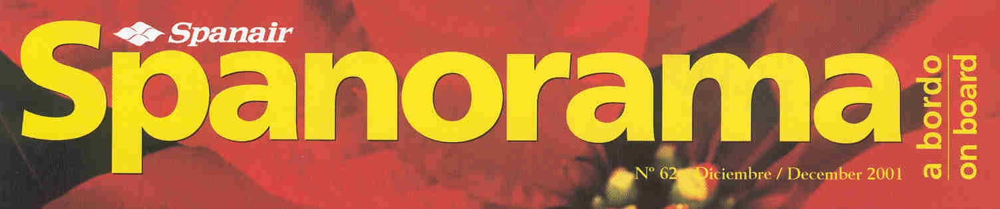 Spanair
Spanorama
a bordo
on board
Nº 62 Diciembre / December 2001